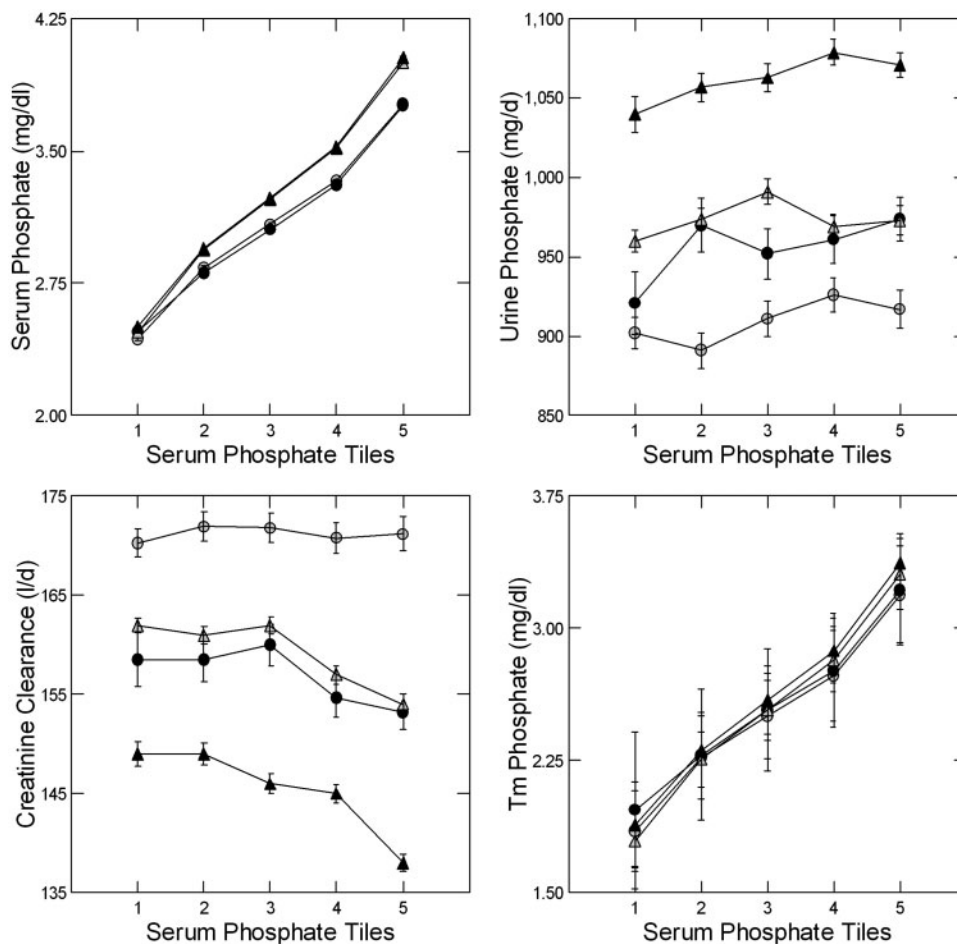 4.25
3.50
2.75
2.00
Serum Phosphate (mg/dl)
1 2 3 4 5
Serum Phosphate Tiles
1,100
1,050
1,000
950
900
850
Urine Phosphate (mg/d)
1 2 3 4 5
Serum Phosphate Tiles
175
165
155
145
135
Creatinine Clearance (l/d)
1 2 3 4 5
Serum Phosphate Tiles
3.75
3.00
2.25
1.50
Tm Phosphate (mg/dl)
1 2 3 4 5
Serum Phosphate Tiles